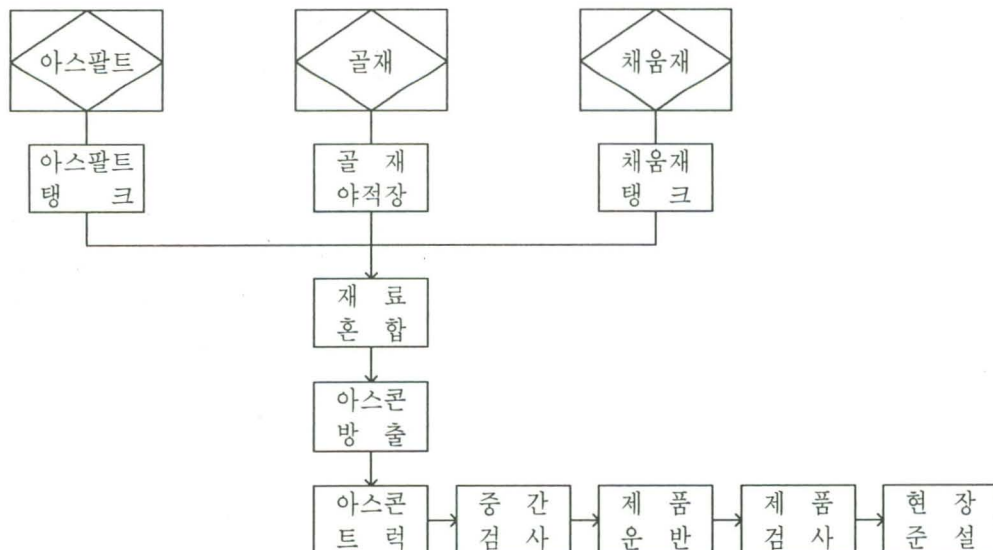 아스팔트
골재
채움재
아스팔트
탱 크
골 재
야적장
채움재
탱 크
재 료
혼 합
아스콘
방 출
아스콘
트 럭
중 간
검 사
제 품
운 반
제 품
검 사
현 장
준 설